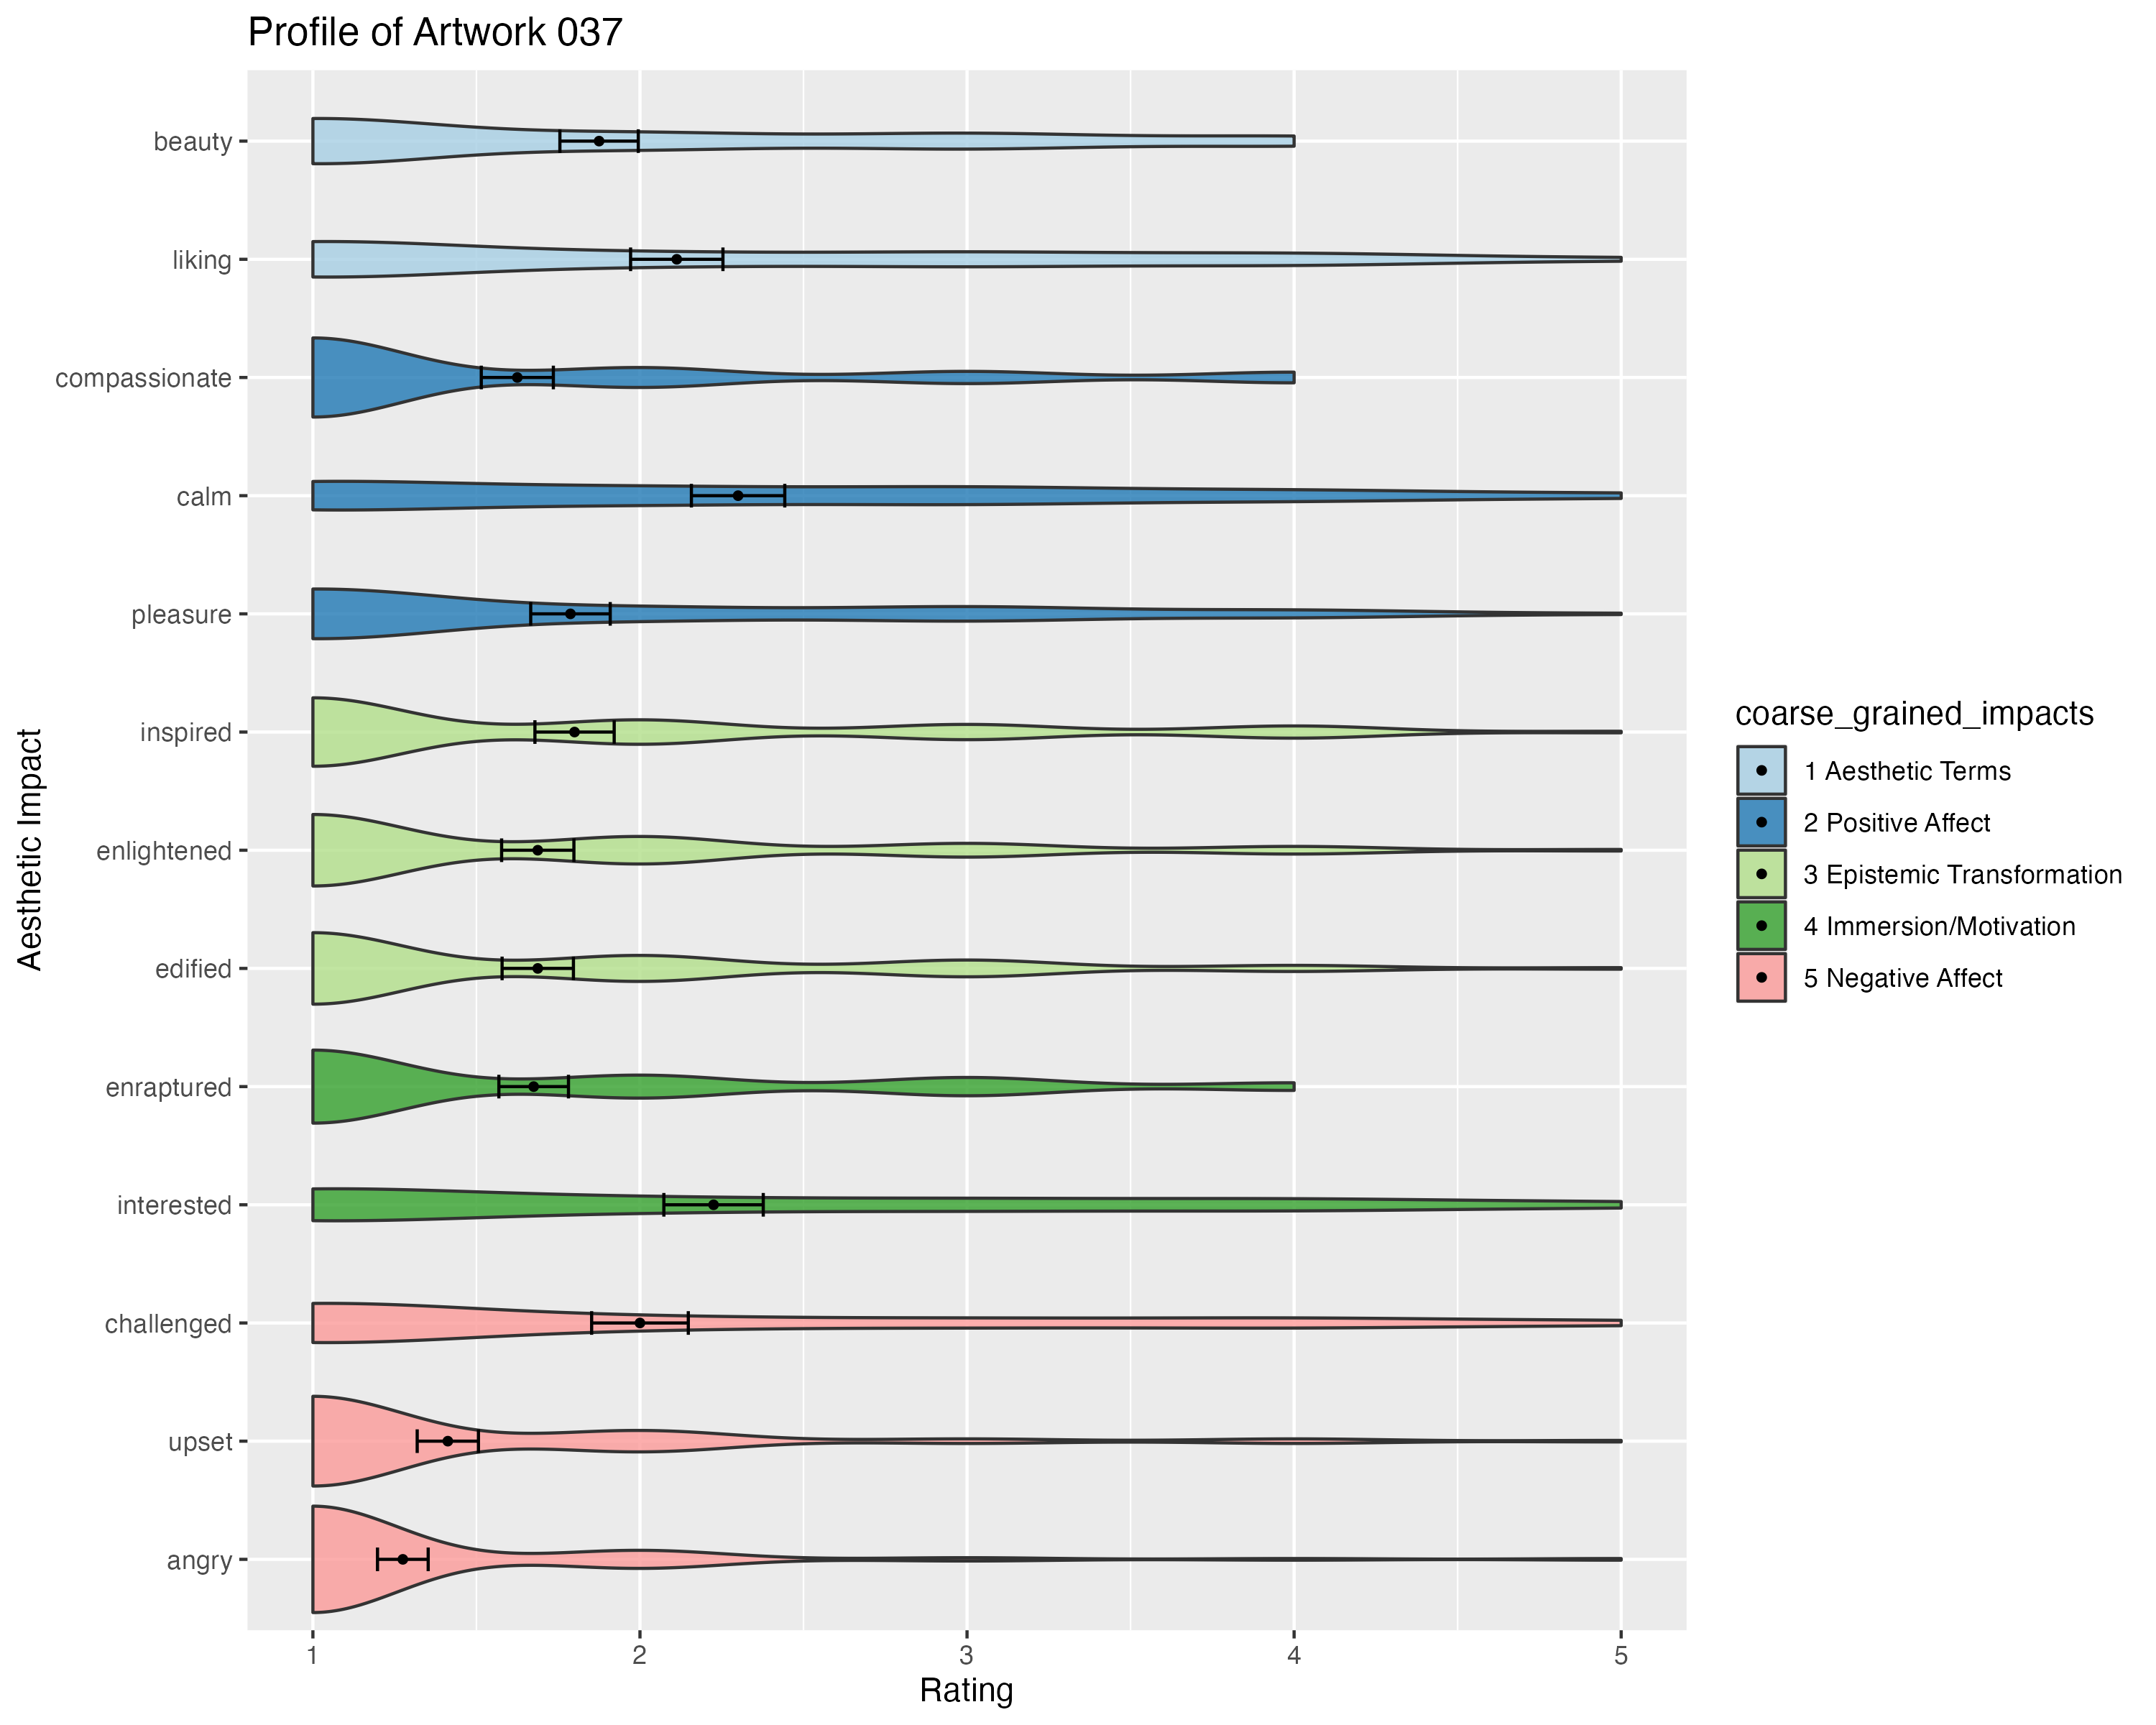 Profile of Artwork 037
Aesthetic Impact
beauty
liking
compassionate
calm
pleasure
inspired
enlightened
edified
enraptured
interested
challenged
upset
angry
1 2 3 4 5
Rating
coarse_grained_impacts
1 Aesthetic Terms
2 Positive Affect
3 Epistemic Transformation
4 Immersion/Motivation
5 Negative Affect